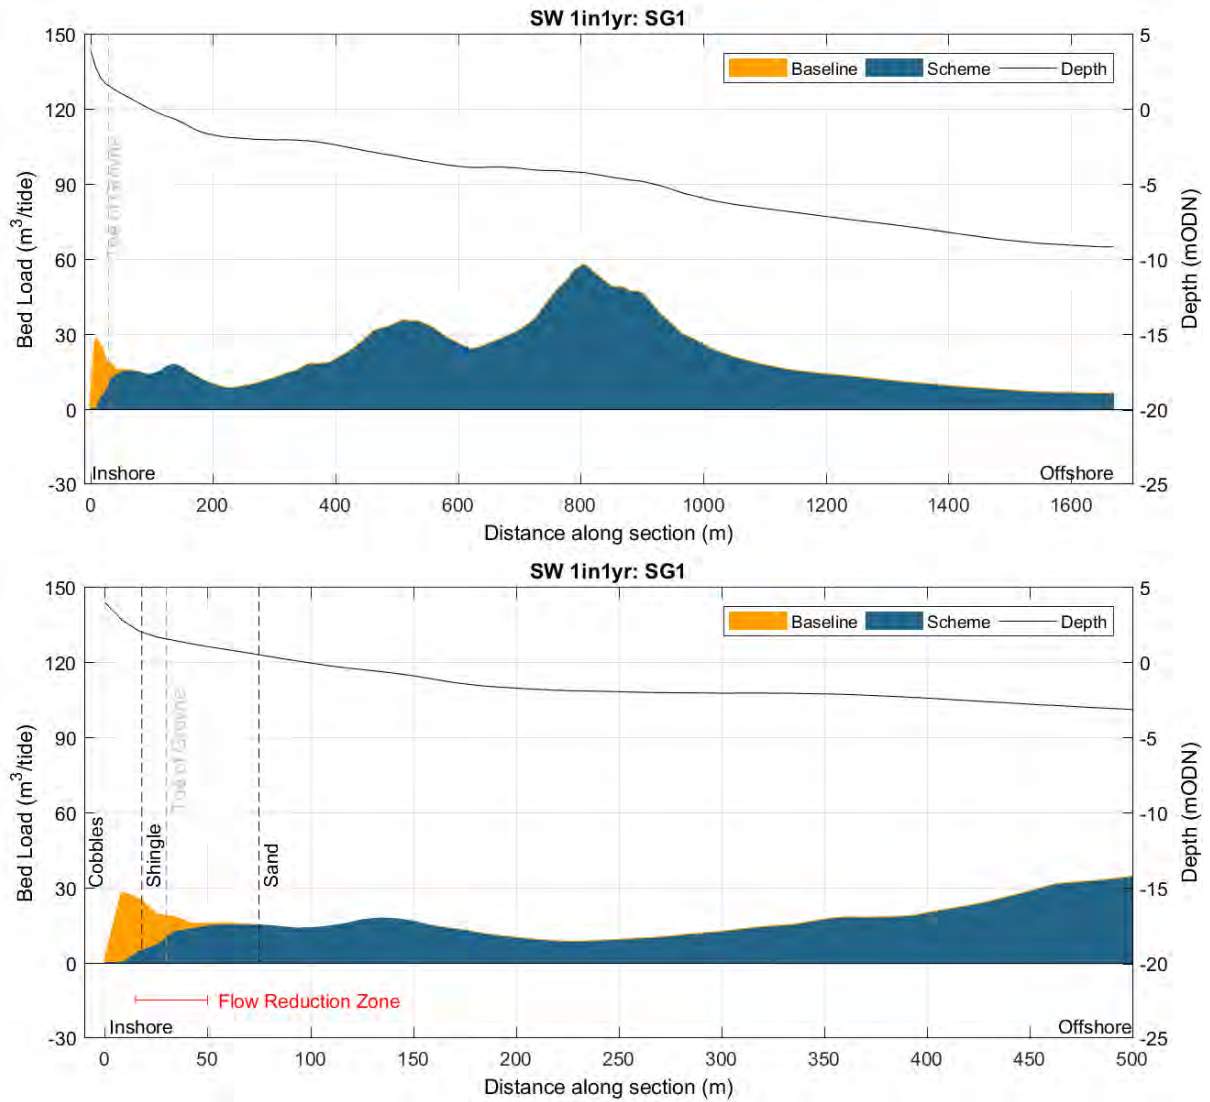 SW 1in1yr: SG1
Baseline Scheme Depth
150
120
90
60
30
0
-30
Bed Load (m³/tide)
Toe of Groyne
5
0
-5
-10
-15
-20
-25
Depth (mODN)
Inshore Offshore
0 200 400 600 800 1000 1200 1400 1600
Distance along section (m)
SW 1in1yr: SG1
Baseline Scheme Depth
150
120
90
60
30
0
-30
Bed Load (m³/tide)
Cobbles
Shingle
Toe of Groyne
Sand
5
0
-5
-10
-15
-20
-25
Depth (mODN)
Flow Reduction Zone
Inshore Offshore
0 50 100 150 200 250 300 350 400 450 500
Distance along section (m)